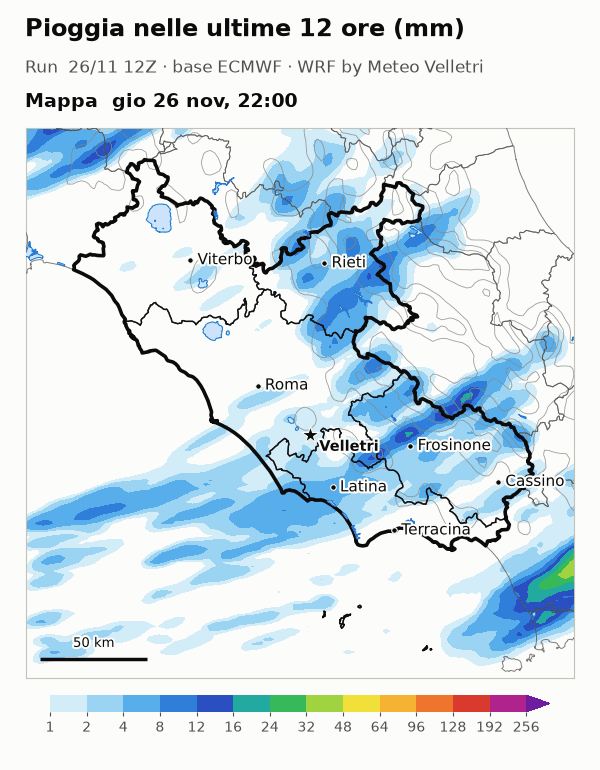 Pioggia nelle ultime 12 ore (mm)
Run  26/11 12Z · base ECMWF · WRF by Meteo Velletri
Mappa  gio 26 nov, 22:00
Viterbo
Rieti
Roma
Velletri
Frosinone
Latina
Cassino
Terracina
50 km
1 2 4 8 12 16 24 32 48 64 96 128 192 256